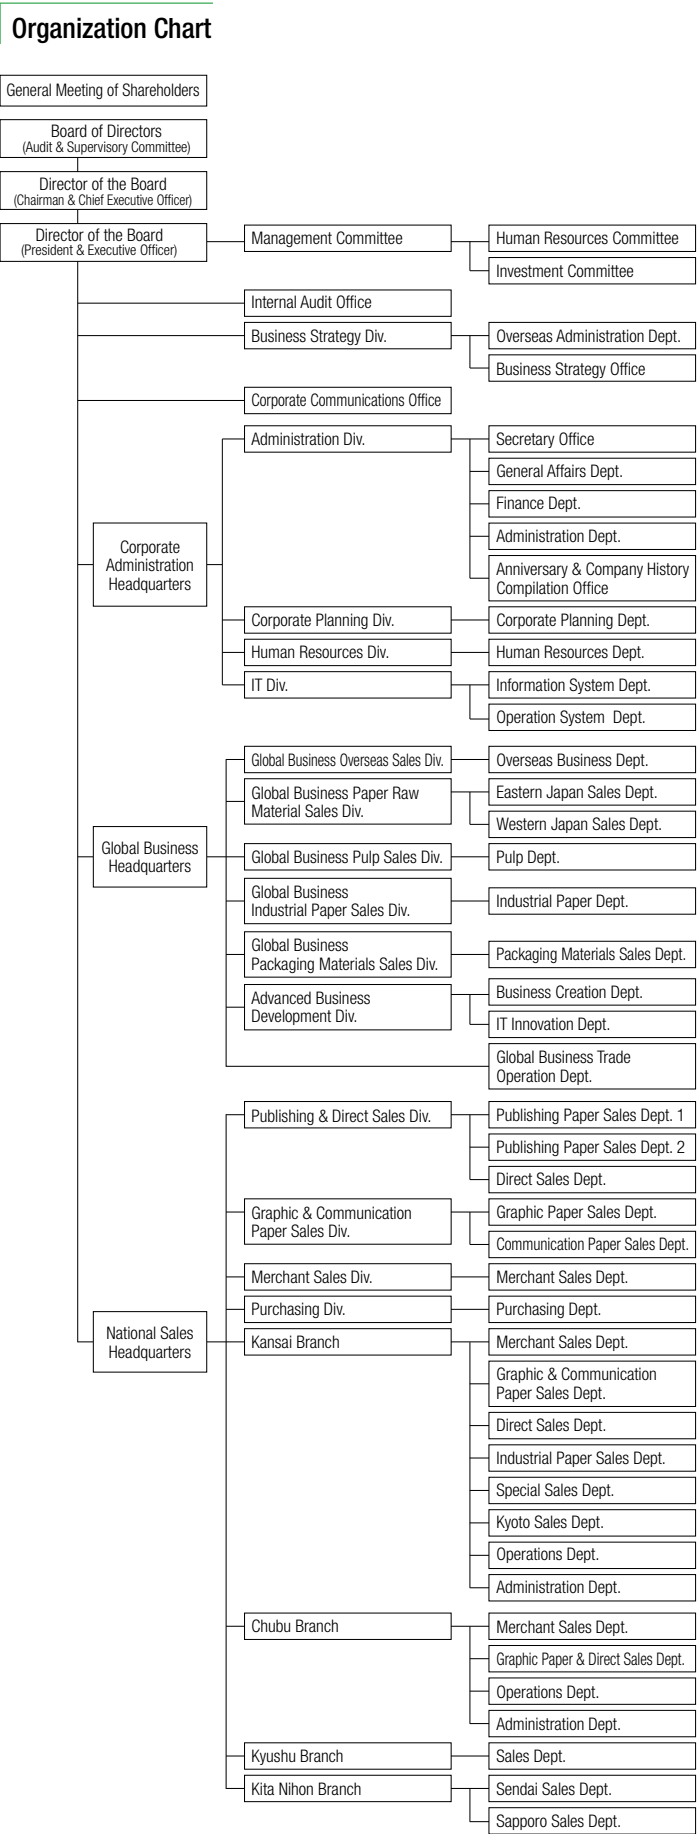 Organization Chart
General Meeting of Shareholders
Board of Directors
(Audit & Supervisory Committee)
Director of the Board
(Chairman & Chief Executive Officer)
Director of the Board
(President & Executive Officer)
Management Committee
Human Resources Committee
Investment Committee
Internal Audit Office
Business Strategy Div.
Overseas Administration Dept.
Business Strategy Office
Corporate Communications Office
Corporate
Administration
Headquarters
Administration Div.
Secretary Office
General Affairs Dept.
Finance Dept.
Administration Dept.
Anniversary & Company History
Compilation Office
Corporate Planning Div.
Corporate Planning Dept.
Human Resources Div.
Human Resources Dept.
IT Div.
Information System Dept.
Operation System Dept.
Global Business
Headquarters
Global Business Overseas Sales Div.
Overseas Business Dept.
Global Business Paper Raw
Material Sales Div.
Eastern Japan Sales Dept.
Western Japan Sales Dept.
Global Business Pulp Sales Div.
Pulp Dept.
Global Business
Industrial Paper Sales Div.
Industrial Paper Dept.
Global Business
Packaging Materials Sales Div.
Packaging Materials Sales Dept.
Advanced Business
Development Div.
Business Creation Dept.
IT Innovation Dept.
Global Business Trade
Operation Dept.
National Sales
Headquarters
Publishing & Direct Sales Div.
Publishing Paper Sales Dept. 1
Publishing Paper Sales Dept. 2
Direct Sales Dept.
Graphic & Communication
Paper Sales Div.
Graphic Paper Sales Dept.
Communication Paper Sales Dept.
Merchant Sales Div.
Merchant Sales Dept.
Purchasing Div.
Purchasing Dept.
Kansai Branch
Merchant Sales Dept.
Graphic & Communication
Paper Sales Dept.
Direct Sales Dept.
Industrial Paper Sales Dept.
Special Sales Dept.
Kyoto Sales Dept.
Operations Dept.
Administration Dept.
Chubu Branch
Merchant Sales Dept.
Graphic Paper & Direct Sales Dept.
Operations Dept.
Administration Dept.
Kyushu Branch
Sales Dept.
Kita Nihon Branch
Sendai Sales Dept.
Sapporo Sales Dept.